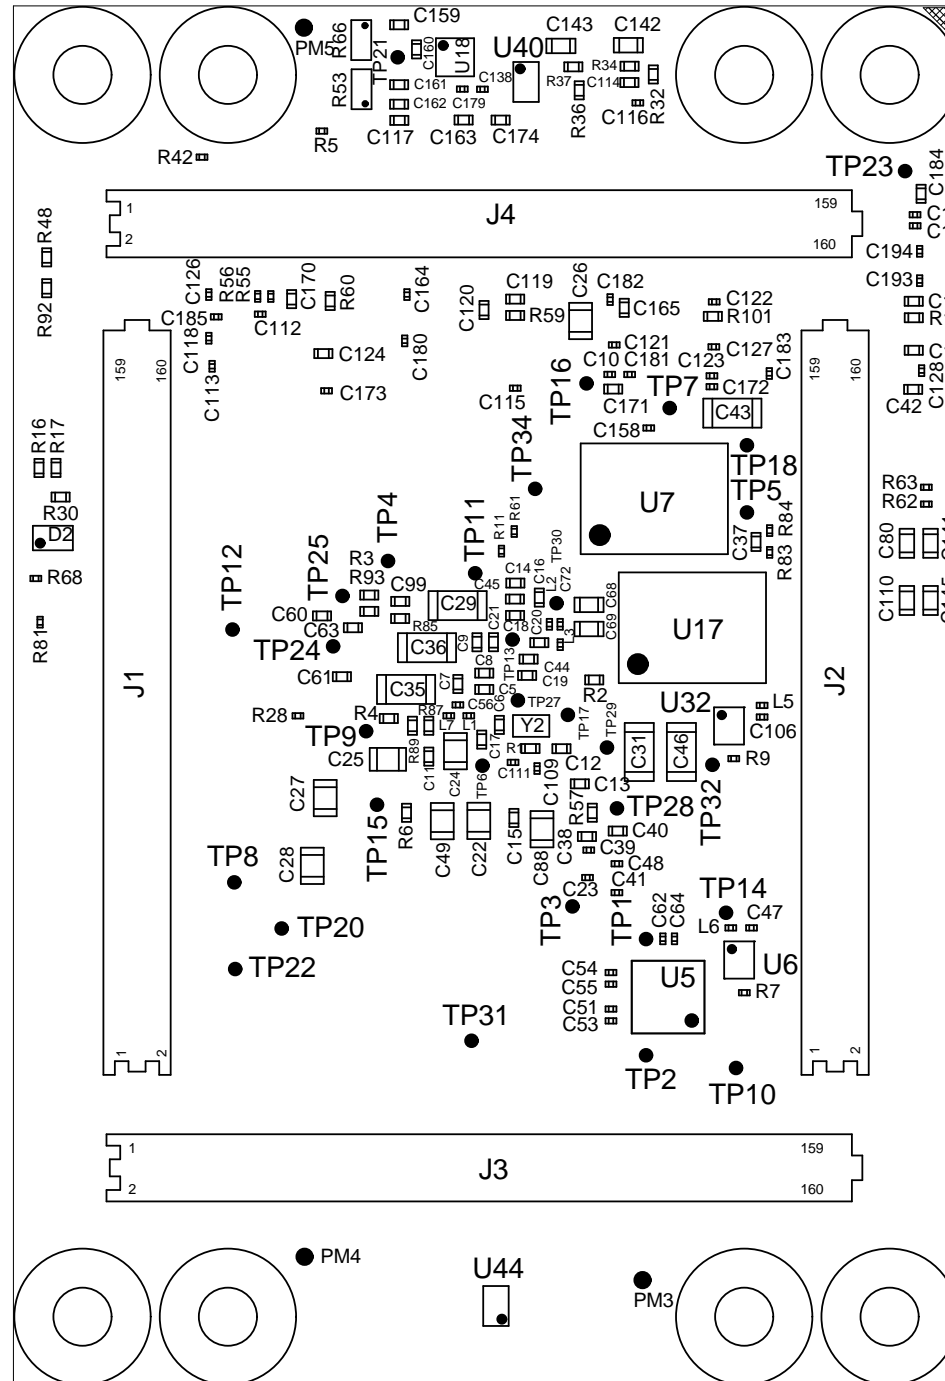 C159
C143
C142
R66
PM5
TP21
C160
U18
U40
R34
R37
C114
R53
C161
C138
C162
C179
R36
R32
C116
C117
C163
C174
R5
R42
TP23
C184
1
2
J4
159
160
R48
R92
C194
C193
C126
R56
R55
C170
R60
C164
C120
C119
R59
C26
C182
C165
C122
R101
C185
C112
C118
C113
C124
C173
C180
C121
C10
C181
C127
C123
C183
C172
C128
C42
C115
TP16
TP7
C171
C43
C158
159
160
159
160
R16
R17
R30
D2
R68
R81
TP34
TP18
U7
TP5
R63
R62
C37
R84
R83
C80
C110
TP4
TP11
R11
R61
TP30
TP12
TP25
R3
R93
C99
C45
C14
C16
L2
C72
C29
C60
C63
R85
C21
C18
C20
C68
C69
L3
U17
TP24
C36
C9
TP13
C8
C44
C19
C61
C35
C7
C5
R2
J1
J2
U32
L5
C106
R28
R4
TP9
R87
C56
L7
L1
C6
TP27
Y2
TP17
TP29
C25
R89
C11
C24
C17
TP6
R1
C111
C12
C109
C31
C46
R9
TP32
C27
C13
R57
TP28
TP15
R6
C49
C22
C15
C88
C38
C40
C39
C48
C28
TP8
C23
C41
TP3
TP1
C62
C64
TP14
L6
C47
TP20
TP22
C54
C55
C51
C53
U5
U6
R7
TP31
TP2
TP10
1
2
1
2
1
2
J3
159
160
PM4
U44
PM3